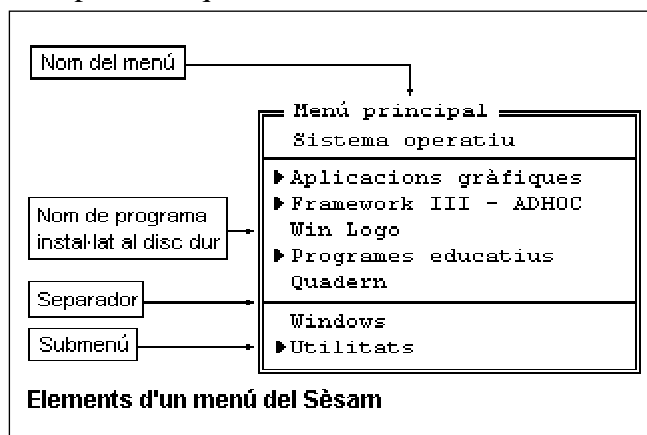 Nom del menú
Menú principal
Sistema operatiu
Aplicacions gràfiques
Framework III - ADHOC
Win Logo
Programes educatius
Quadern
Windows
Utilitats
Nom de programa
instal·lat al disc dur
Separador
Submenú
Elements d'un menú del Sèsam